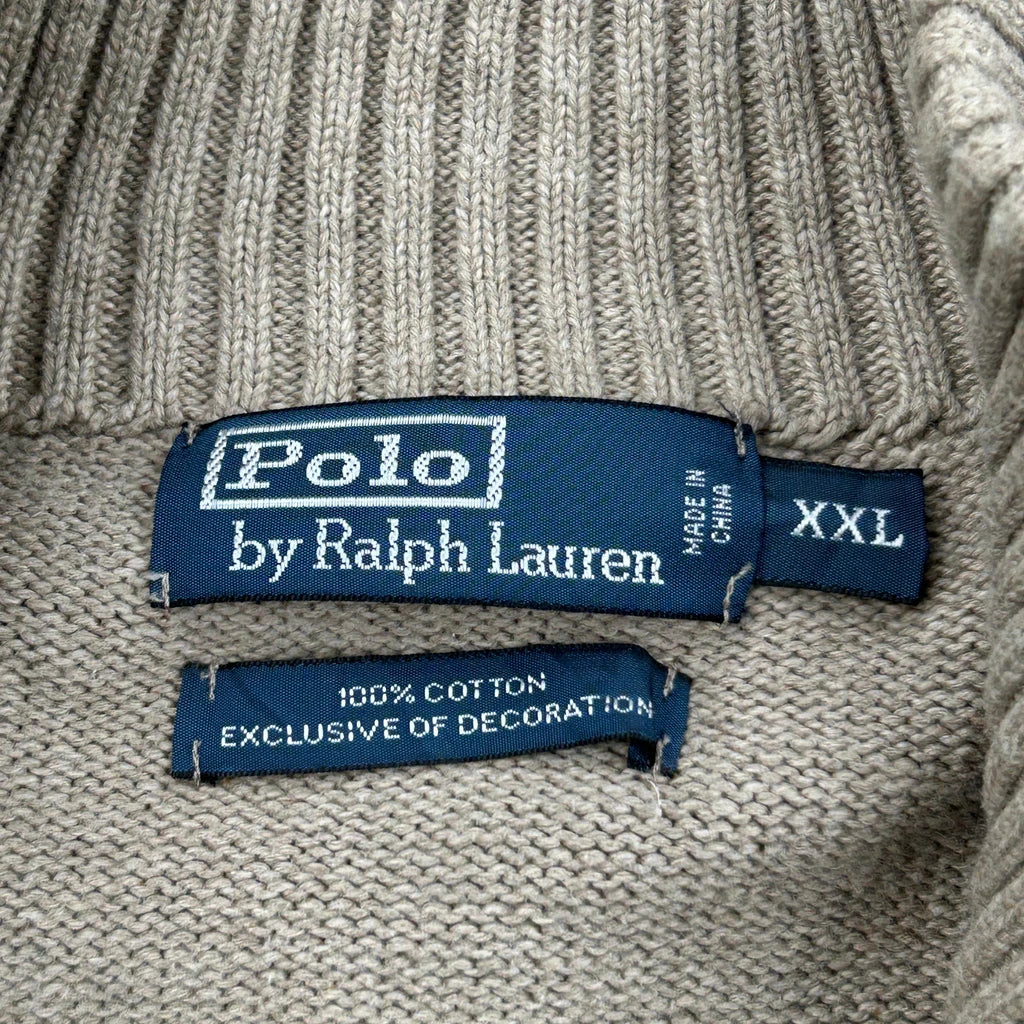 Polo
by Ralph Lauren
MADE IN
CHINA
XXL
100% COTTON
EXCLUSIVE OF DECORATION